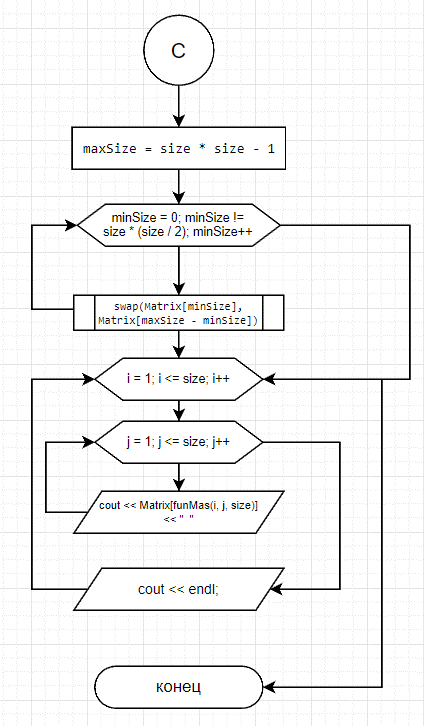 С
maxSize = size * size - 1
minSize = 0; minSize !=
size * (size / 2); minSize++
swap(Matrix[minSize],
Matrix[maxSize - minSize])
i = 1; i <= size; i++
j = 1; j <= size; j++
cout << Matrix[funMas(i, j, size)]
<< "  "
cout << endl;
конец